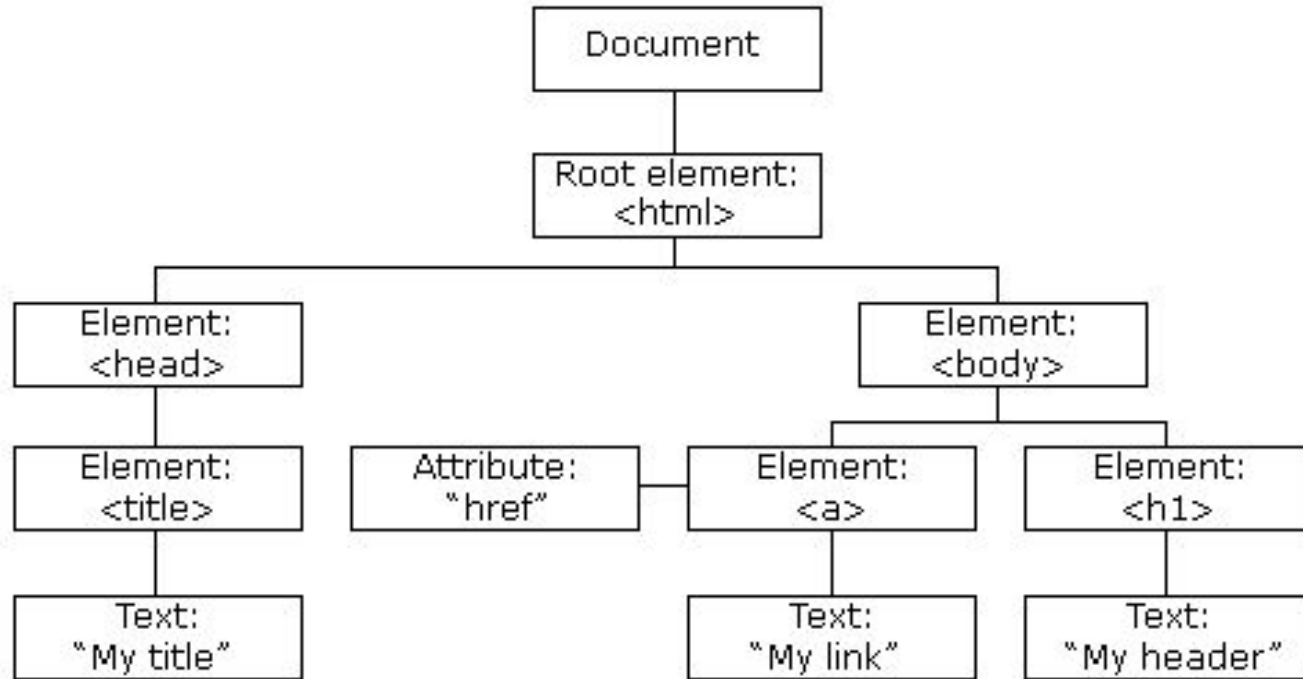 Document
Root element:
<html>
Element:
<head>
Element:
<body>
Element:
<title>
Attribute:
“href”
Element:
<a>
Element:
<h1>
Text:
“My title”
Text:
“My link”
Text:
“My header”